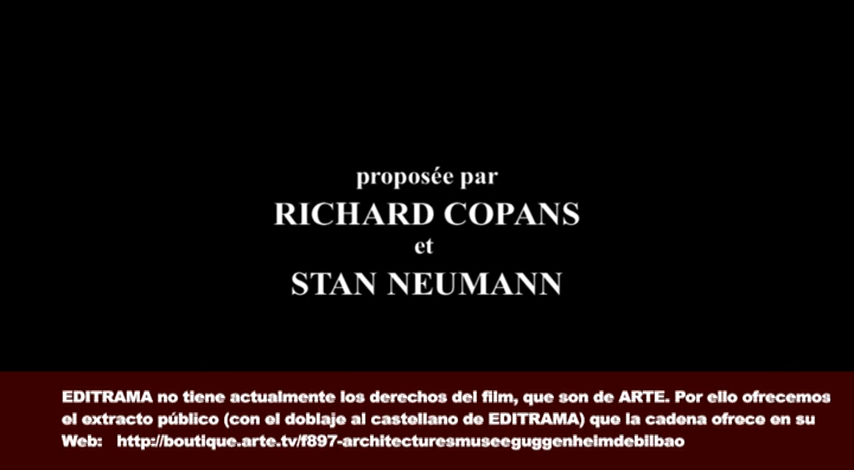 proposée par
RICHARD COPANS
et
STAN NEUMANN
EDITRAMA no tiene actualmente los derechos del film, que son de ARTE. Por ello ofrecemos
el extracto público (con el doblaje al castellano de EDITRAMA) que la cadena ofrece en su
Web: http://boutique.arte.tv/f897-architecturesmuseeguggenheimdebilbao